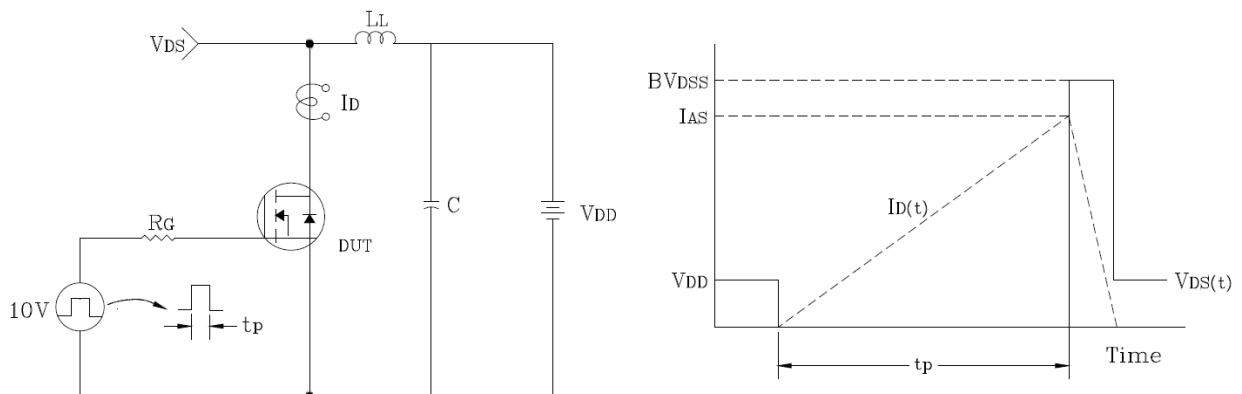 LL
VDS
ID
RG
C
VDD
DUT
10V
tp
BVDSS
IAS
ID(t)
VDD
VDS(t)
Time
tp